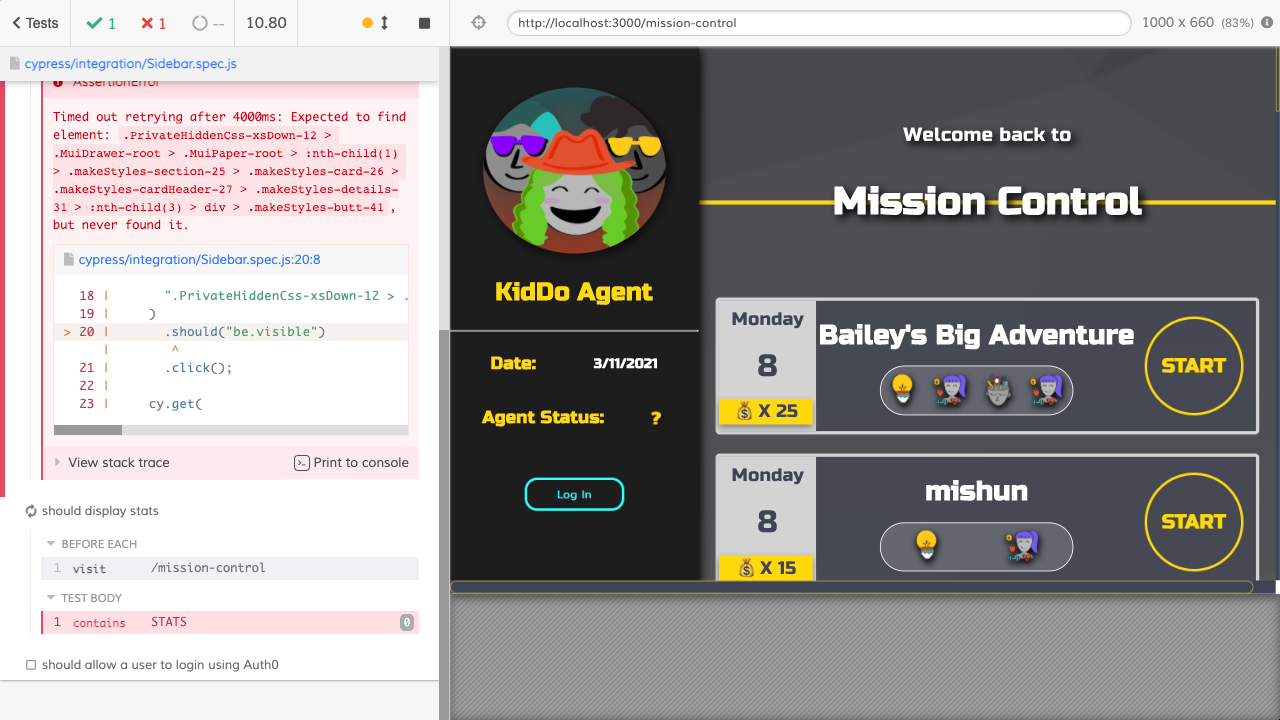 Tests
1
1
--
10.80
http://localhost:3000/mission-control
1000 x 660 (83%)
cypress/integration/Sidebar.spec.js
AssertionError
Timed out retrying after 4000ms: Expected to find
element: .PrivateHiddenCss-xsDown-12 >
.MuiDrawer-root > .MuiPaper-root > :nth-child(1)
> .makeStyles-section-25 > .makeStyles-card-26 >
.makeStyles-cardHeader-27 > .makeStyles-details-
31 > :nth-child(3) > div > .makeStyles-butt-41,
but never found it.
cypress/integration/Sidebar.spec.js:20:8
18 | ".PrivateHiddenCss-xsDown-12 > .
19 | )
> 20 | .should("be.visible")
| ^
21 | .click();
22 |
23 | cy.get(
View stack trace
Print to console
should display stats
BEFORE EACH
1 visit /mission-control
TEST BODY
1 contains STATS 0
should allow a user to login using Auth0
KidDo Agent
Date: 3/11/2021
Agent Status: ?
Log In
Welcome back to
Mission Control
Monday
8
X 25
Bailey's Big Adventure
START
Monday
8
X 15
mishun
START